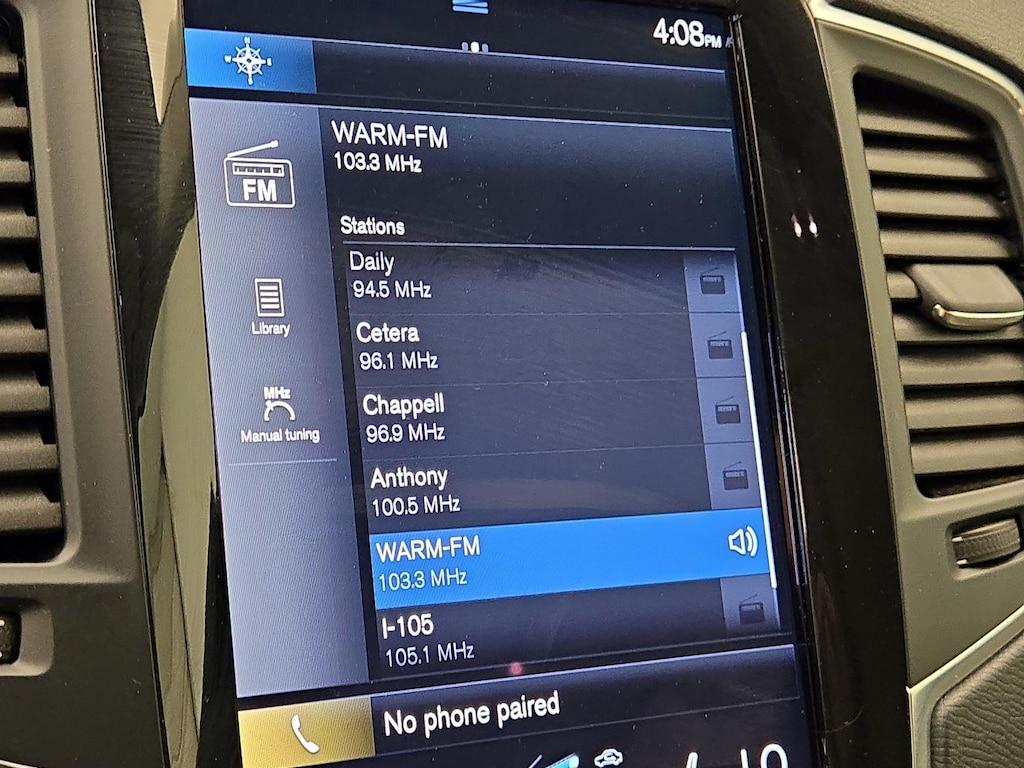 4:08PM
N
W E
S
WARM-FM
103.3 MHz
FM
Stations
Daily
94.5 MHz
Library
Cetera
96.1 MHz
MHz
Manual tuning
Chappell
96.9 MHz
Anthony
100.5 MHz
WARM-FM
103.3 MHz
I-105
105.1 MHz
No phone paired